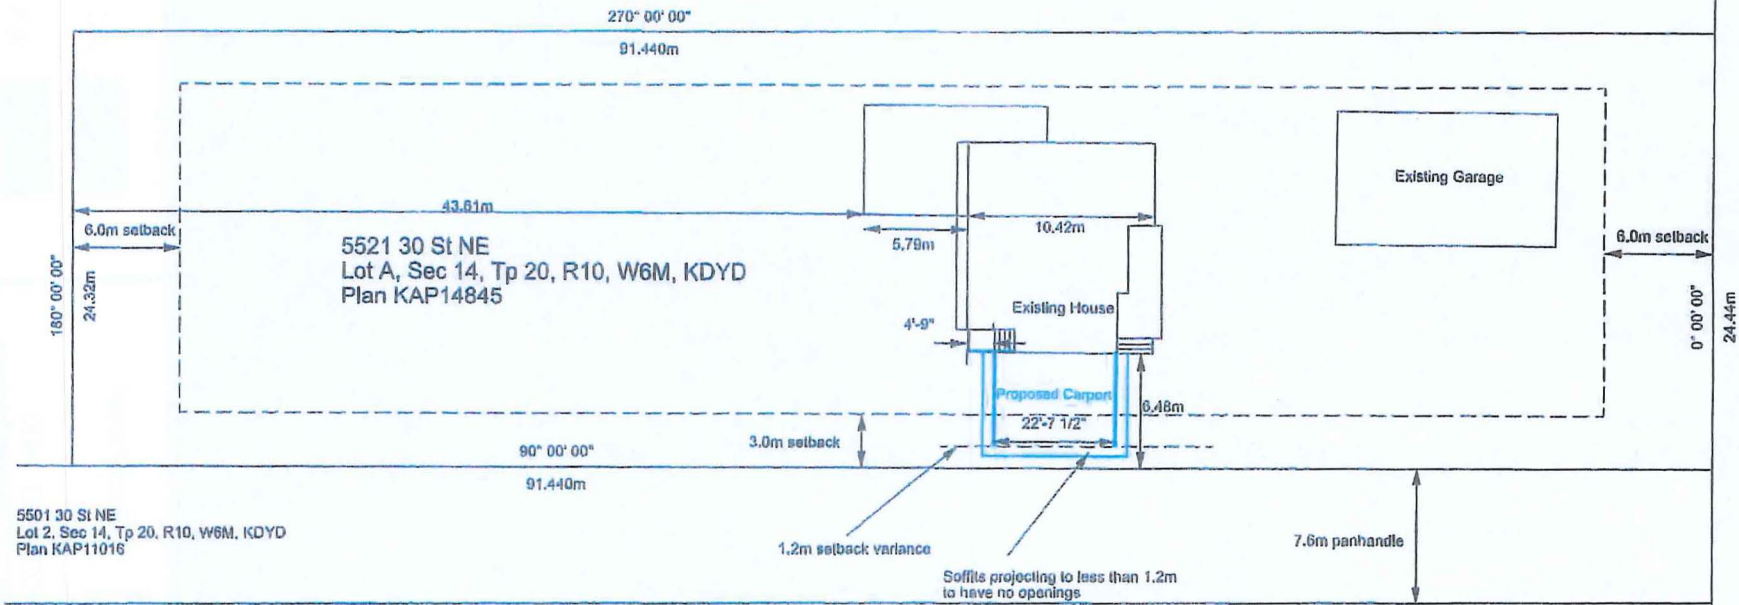 270° 00' 00"
91.440m
Existing Garage
43.61m
6.0m setback
5.79m
10.42m
6.0m setback
5521 30 St NE
Lot A, Sec 14, Tp 20, R10, W6M, KDYD
Plan KAP14845
180° 00' 00"
24.32m
Existing House
4'-9"
0° 00' 00"
24.44m
Proposed Carport
6.48m
22'-7 1/2"
3.0m setback
90° 00' 00"
91.440m
5501 30 St NE
Lot 2, Sec 14, Tp 20, R10, W6M, KDYD
Plan KAP11016
1.2m setback variance
7.6m panhandle
Soffits projecting to less than 1.2m
to have no openings